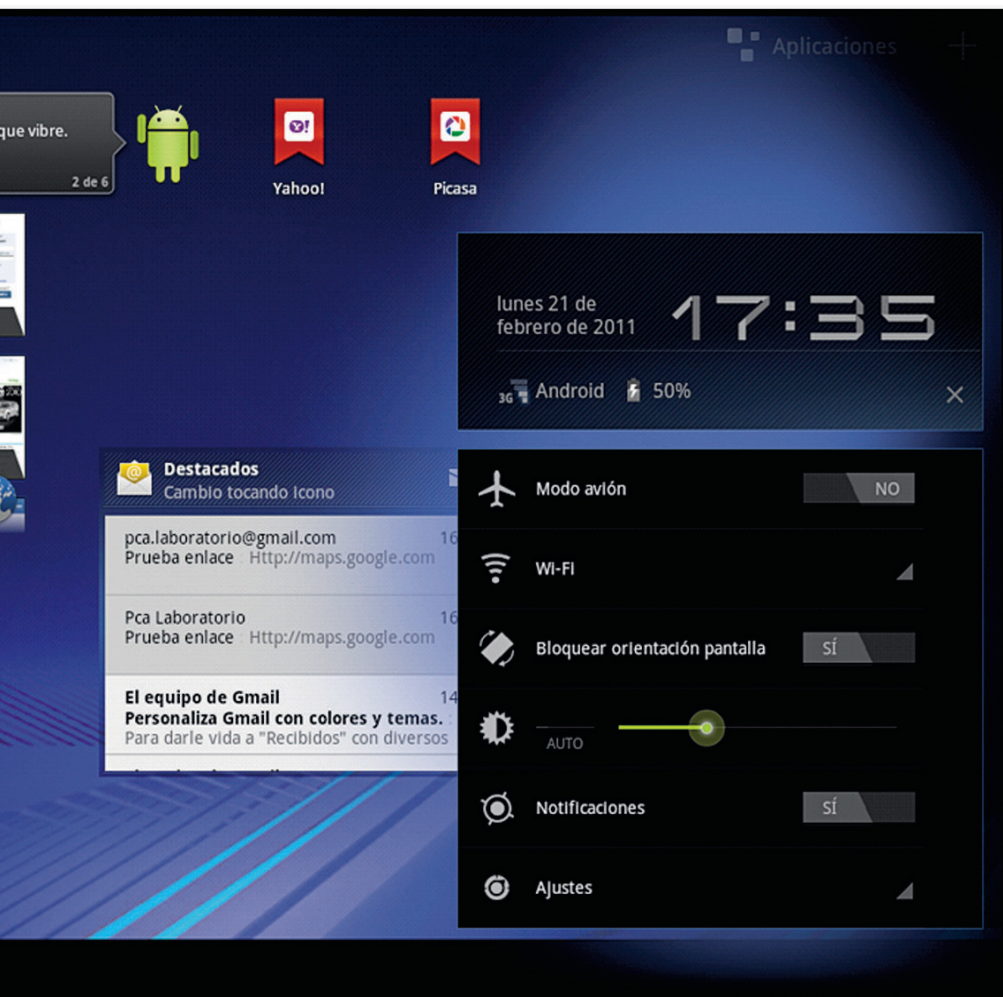 Aplicaciones
que vibre.
2 de 6
Yahoo!
Picasa
lunes 21 de
febrero de 2011
17:35
3G Android 50%
Destacados
Cambio tocando icono
pca.laboratorio@gmail.com 16
Prueba enlace : Http://maps.google.com
Pca Laboratorio 16
Prueba enlace : Http://maps.google.com
El equipo de Gmail 14
Personaliza Gmail con colores y temas. :
Para darle vida a "Recibidos" con diversos
Modo avión NO
Wi-Fi
Bloquear orientación pantalla SÍ
AUTO
Notificaciones SÍ
Ajustes